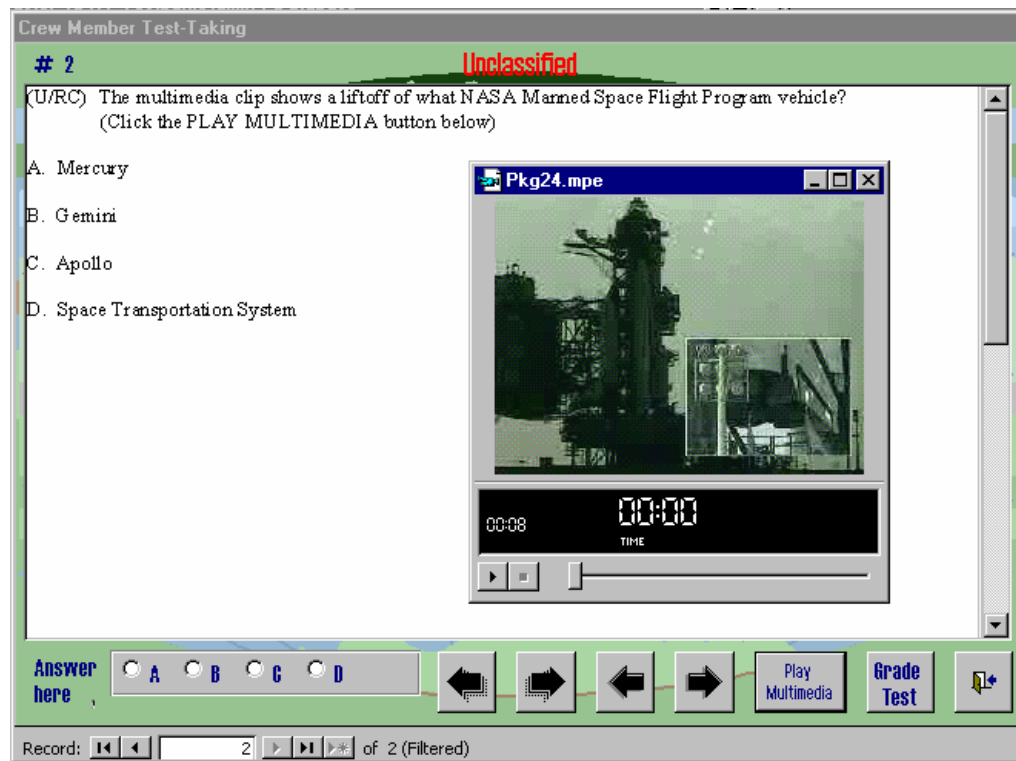 Crew Member Test-Taking
# 2
Unclassified
(U/RC) The multimedia clip shows a liftoff of what NASA Manned Space Flight Program vehicle?
(Click the PLAY MULTIMEDIA button below)
A. Mercury
B. Gemini
C. Apollo
D. Space Transportation System
Pkg24.mpe
00:08
00:00
TIME
Answer here ,
A B C D
Play Multimedia
Grade Test
Record: 2 of 2 (Filtered)